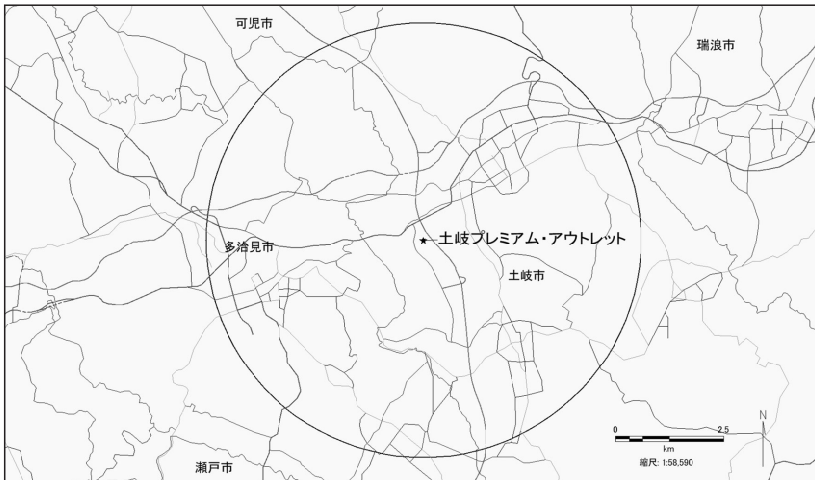 可児市
瑞浪市
土岐プレミアム・アウトレット
多治見市
土岐市
N
0 2.5
km
縮尺: 1:58,590
瀬戸市